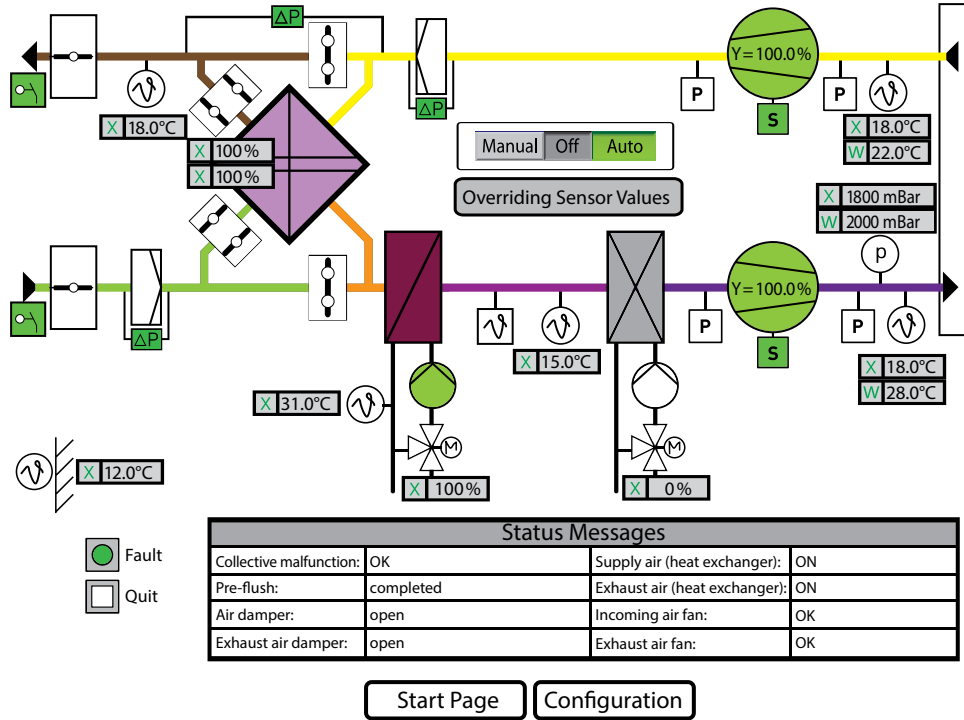 ΔP
Y = 100.0 %
P
P
S
ΔP
X 18.0°C
X 100 %
X 100 %
Manual Off Auto
Overriding Sensor Values
X 18.0°C
W 22.0°C
X 1800 mBar
W 2000 mBar
p
Y = 100.0 %
P
P
S
ΔP
X 15.0°C
X 18.0°C
W 28.0°C
X 31.0°C
M
M
X 12.0°C
X 100 %
X 0 %
Fault
Quit
Status Messages
Collective malfunction: OK Supply air (heat exchanger): ON
Pre-flush: completed Exhaust air (heat exchanger): ON
Air damper: open Incoming air fan: OK
Exhaust air damper: open Exhaust air fan: OK
Start Page Configuration